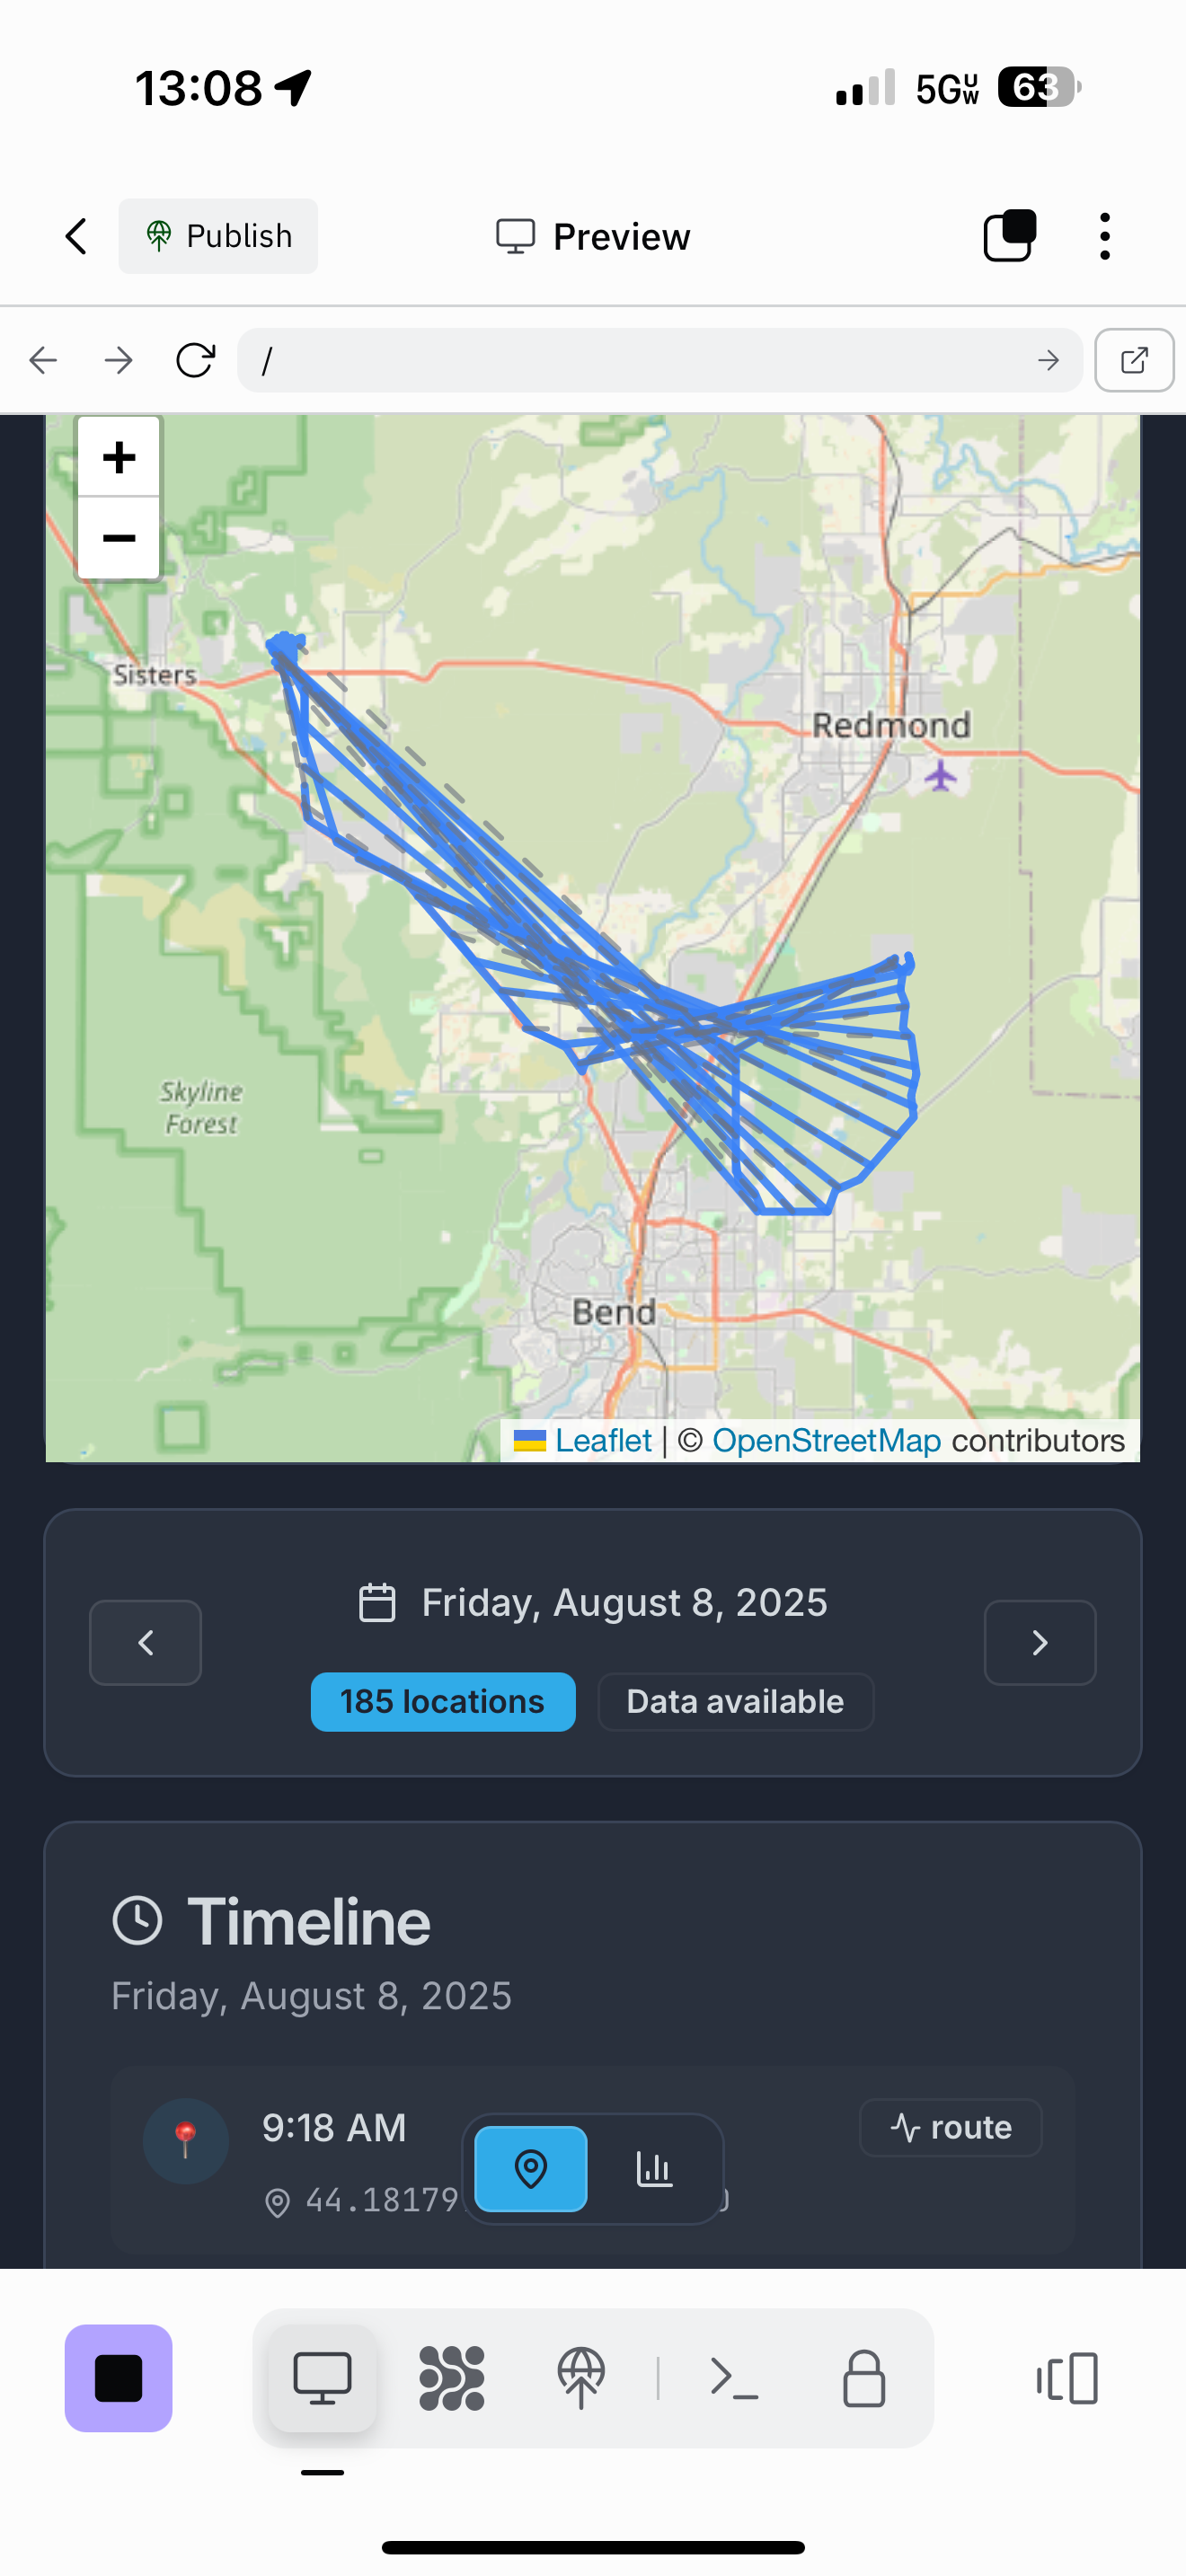 13:08
5GUW
63
Publish
Preview
/
+
−
Sisters
Redmond
Skyline
Forest
Bend
Leaflet | © OpenStreetMap contributors
Friday, August 8, 2025
185 locations
Data available
Timeline
Friday, August 8, 2025
9:18 AM
route
44.18179